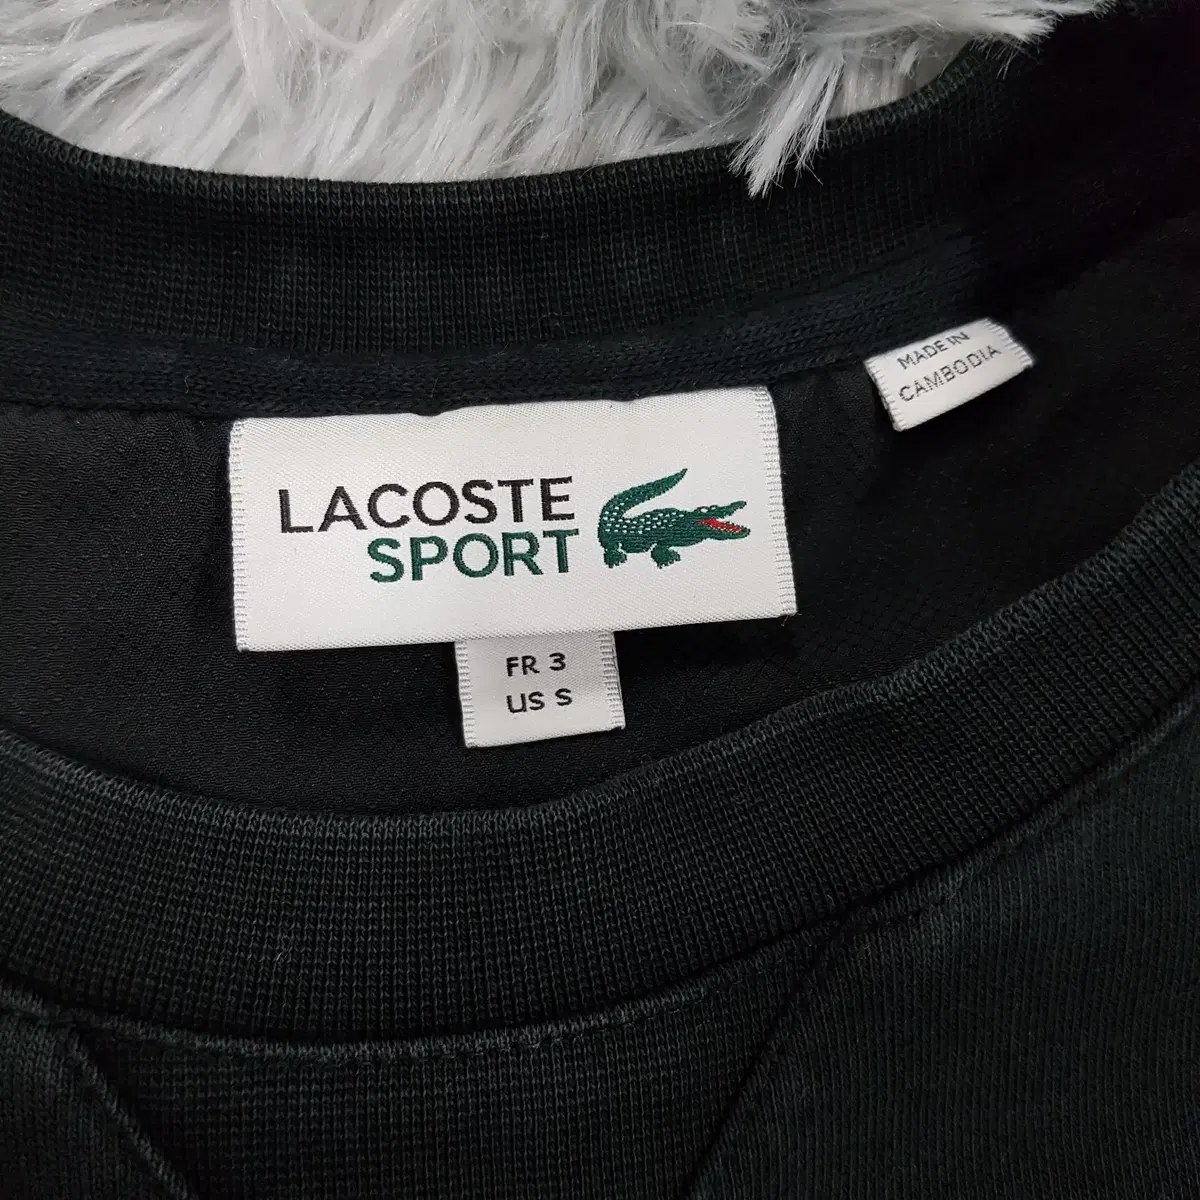 LACOSTE
SPORT
FR 3
US S
MADE IN
CAMBODIA